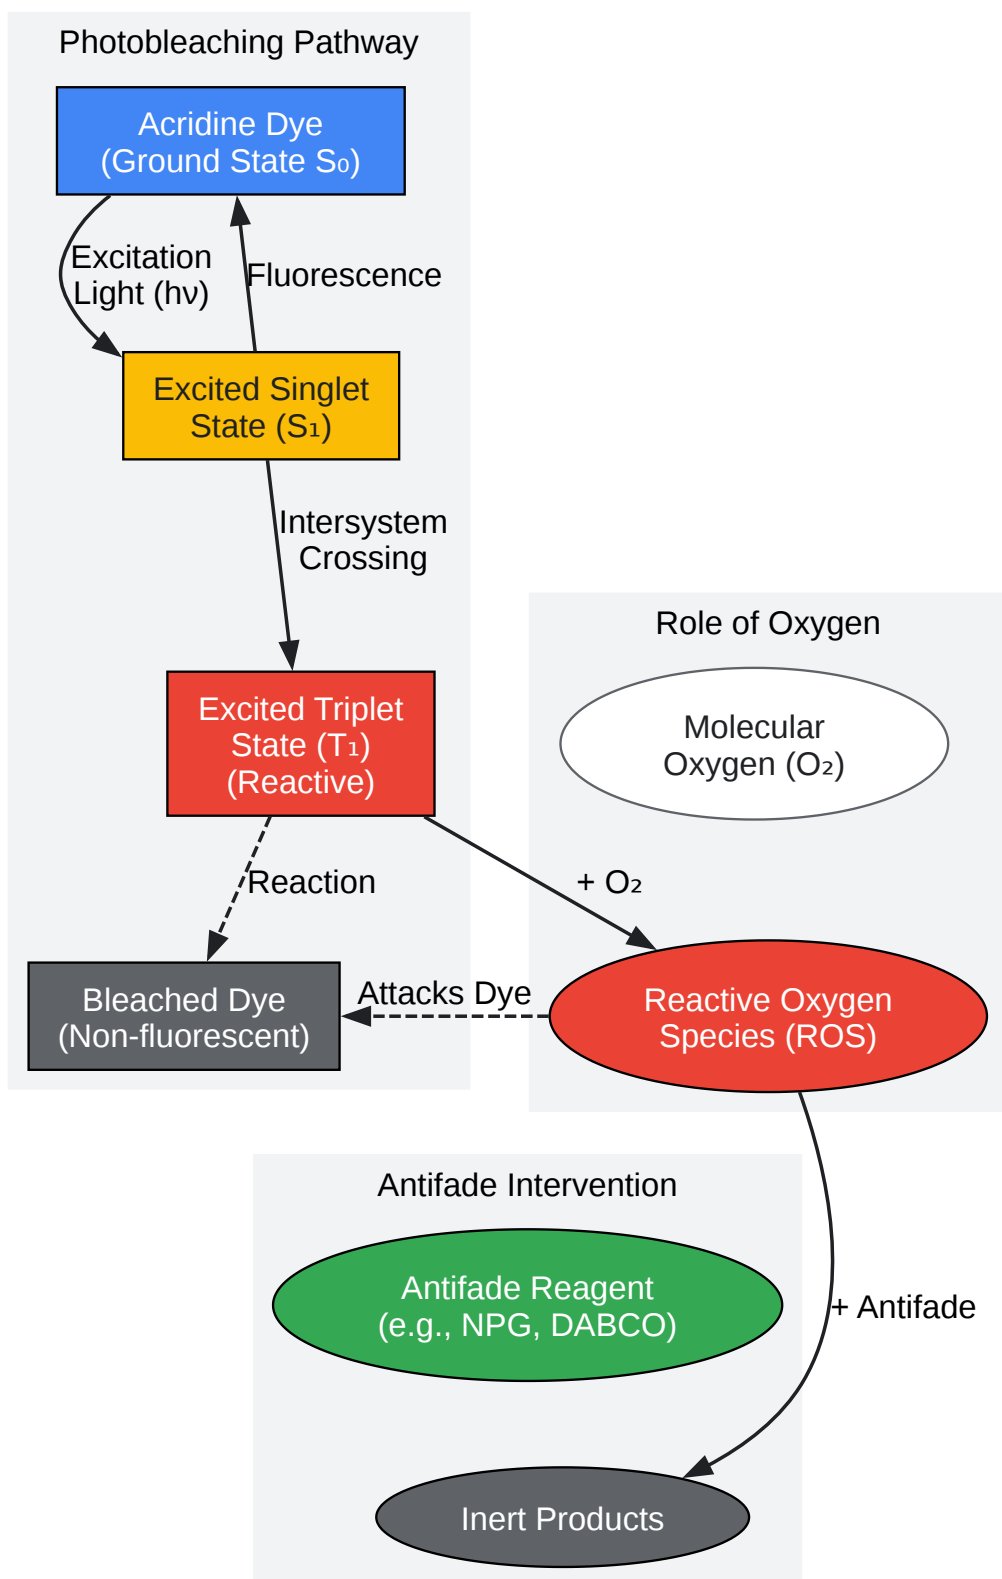 Photobleaching Pathway
Acridine Dye
(Ground State S₀)
Excitation
Light (hν)
Fluorescence
Excited Singlet
State (S₁)
Intersystem
Crossing
Role of Oxygen
Excited Triplet
State (T₁)
(Reactive)
Molecular
Oxygen (O₂)
Reaction
+ O₂
Bleached Dye
(Non-fluorescent)
Attacks Dye
Reactive Oxygen
Species (ROS)
Antifade Intervention
Antifade Reagent
(e.g., NPG, DABCO)
+ Antifade
Inert Products